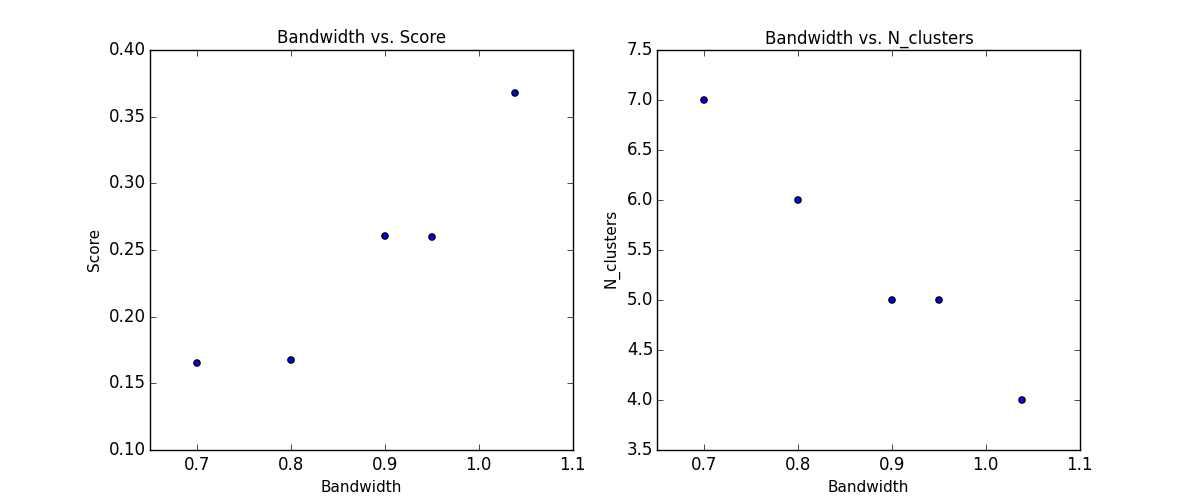 Bandwidth vs. Score
0.40
0.35
0.30
0.25
0.20
0.15
0.10
Score
0.7 0.8 0.9 1.0 1.1
Bandwidth
Bandwidth vs. N_clusters
7.5
7.0
6.5
6.0
5.5
5.0
4.5
4.0
3.5
N_clusters
0.7 0.8 0.9 1.0 1.1
Bandwidth